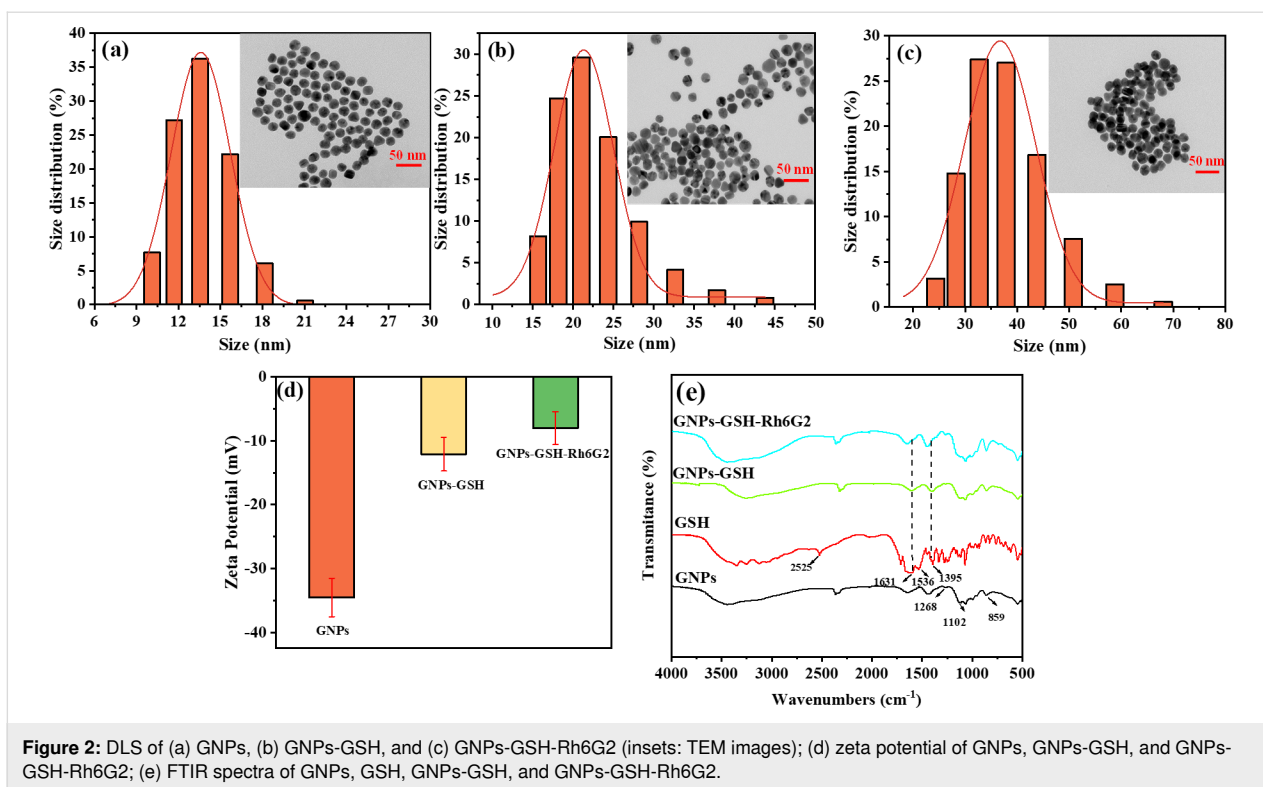 (a)
50 nm
Size distribution (%)
40
35
30
25
20
15
10
5
0
6 9 12 15 18 21 24 27 30
Size (nm)
(b)
50 nm
Size distribution (%)
30
25
20
15
10
5
0
10 15 20 25 30 35 40 45 50
Size (nm)
(c)
50 nm
Size distribution (%)
30
25
20
15
10
5
0
20 30 40 50 60 70 80
Size (nm)
(d)
Zeta Potential (mV)
0
-10
-20
-30
-40
GNPs
GNPs-GSH
GNPs-GSH-Rh6G2
(e)
Transmitance (%)
GNPs-GSH-Rh6G2
GNPs-GSH
GSH
2525
1631
1536
1395
GNPs
1268
1102
859
4000 3500 3000 2500 2000 1500 1000 500
Wavenumbers (cm⁻¹)
Figure 2: DLS of (a) GNPs, (b) GNPs-GSH, and (c) GNPs-GSH-Rh6G2 (insets: TEM images); (d) zeta potential of GNPs, GNPs-GSH, and GNPs-
GSH-Rh6G2; (e) FTIR spectra of GNPs, GSH, GNPs-GSH, and GNPs-GSH-Rh6G2.